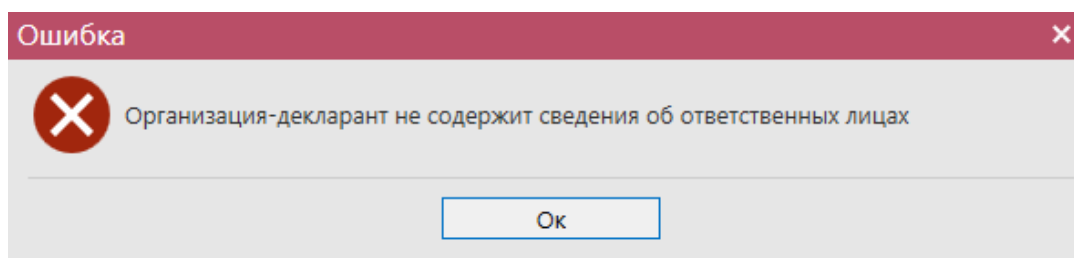 Ошибка
Организация-декларант не содержит сведения об ответственных лицах
Ок